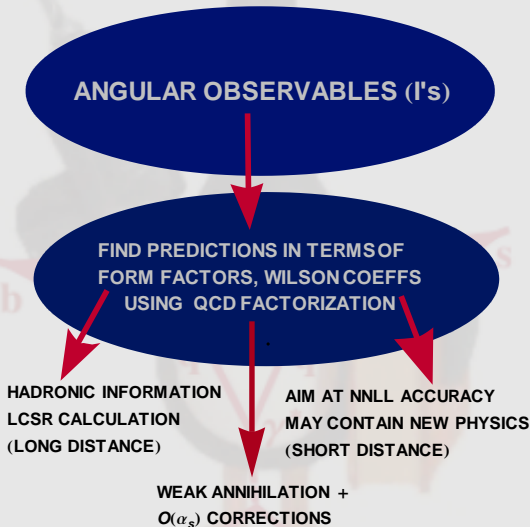 ANGULAR OBSERVABLES (I's)
FIND PREDICTIONS IN TERMS OF
FORM FACTORS, WILSON COEFFS
USING QCD FACTORIZATION
HADRONIC INFORMATION
LCSR CALCULATION
(LONG DISTANCE)
AIM AT NNLL ACCURACY
MAY CONTAIN NEW PHYSICS
(SHORT DISTANCE)
WEAK ANNIHILATION +
O(αₛ) CORRECTIONS
b
s